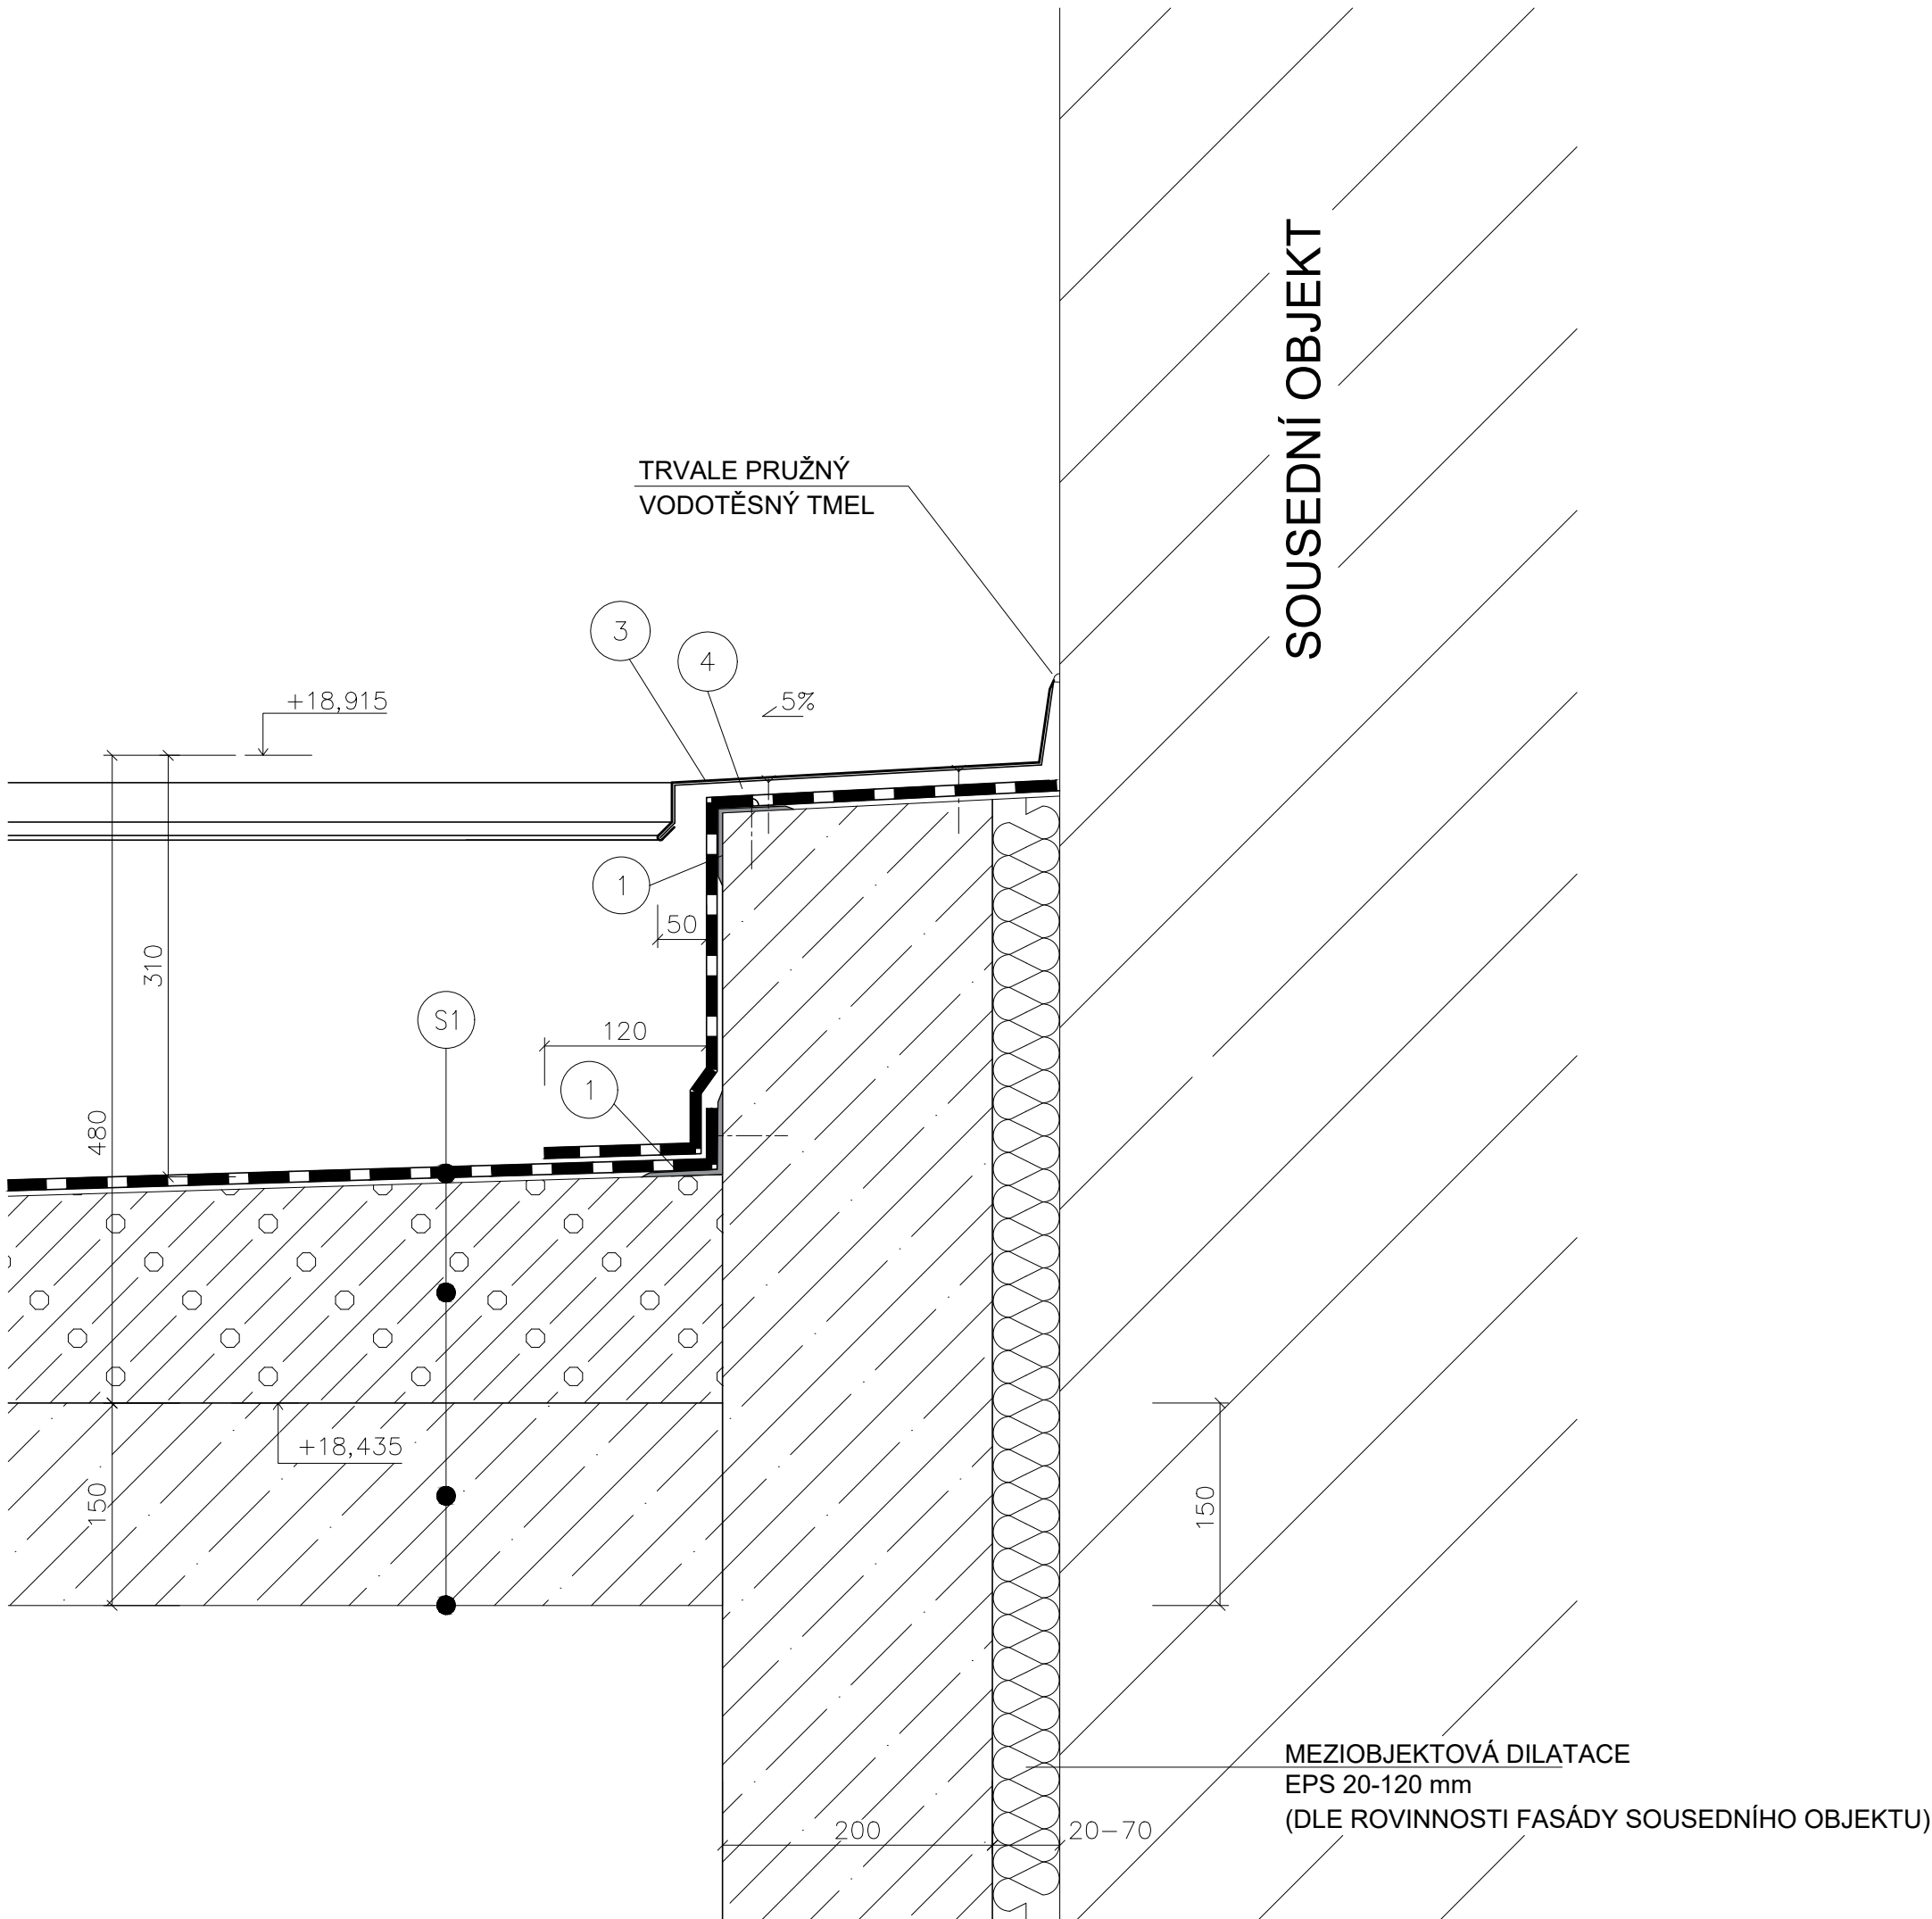 SOUSEDNÍ OBJEKT
TRVALE PRUŽNÝ
VODOTĚSNÝ TMEL
3
4
5%
+18,915
1
50
310
S1
120
1
480
+18,435
150
150
MEZIOBJEKTOVÁ DILATACE
EPS 20-120 mm
(DLE ROVINNOSTI FASÁDY SOUSEDNÍHO OBJEKTU)
200
20-70